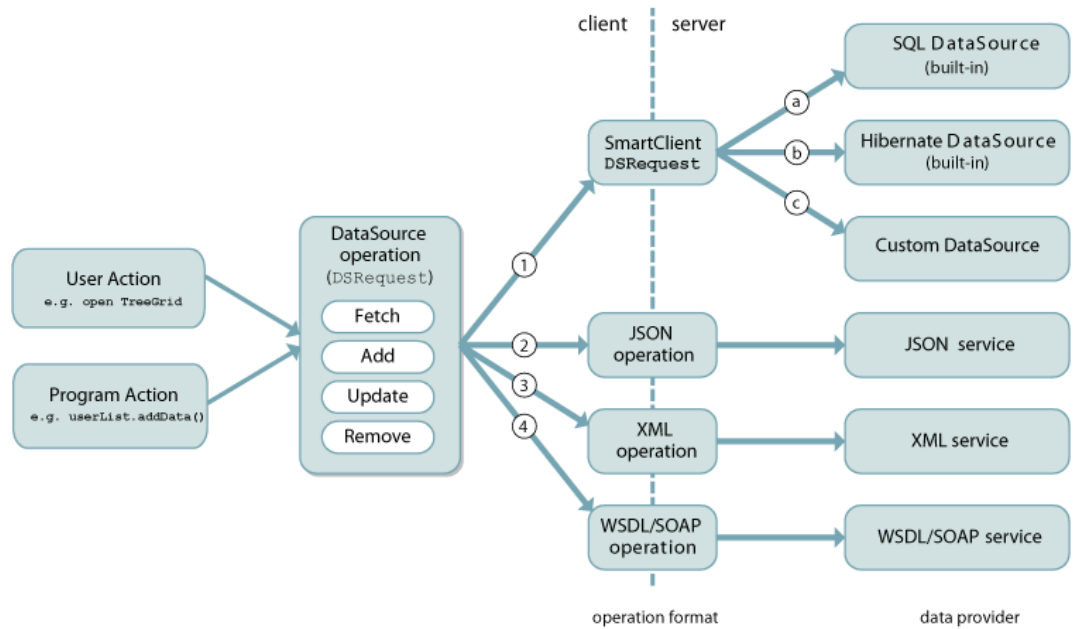 client
server
SQL DataSource
(built-in)
a
SmartClient
DSRequest
b
Hibernate DataSource
(built-in)
c
Custom DataSource
User Action
e.g. open TreeGrid
Program Action
e.g. userList.addData()
DataSource
operation
(DSRequest)
Fetch
Add
Update
Remove
1
2
JSON
operation
JSON service
3
XML
operation
XML service
4
WSDL/SOAP
operation
WSDL/SOAP service
operation format
data provider